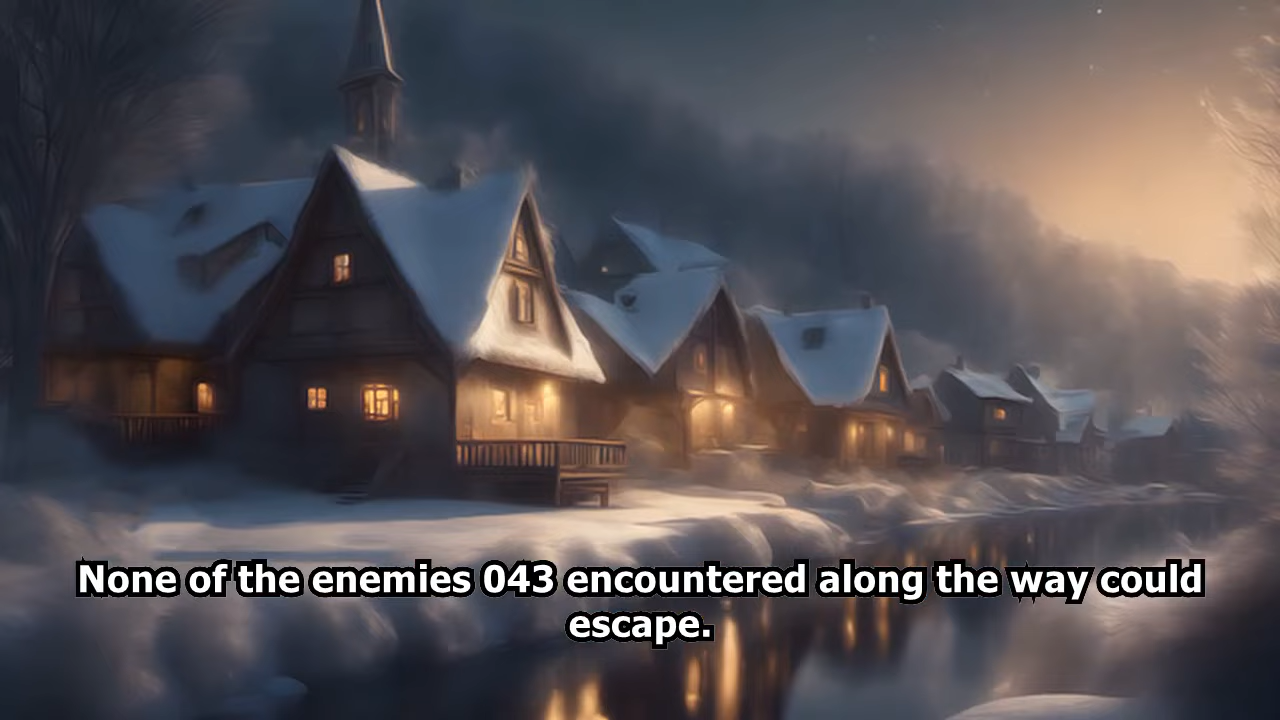 None of the enemies 043 encountered along the way could
escape.